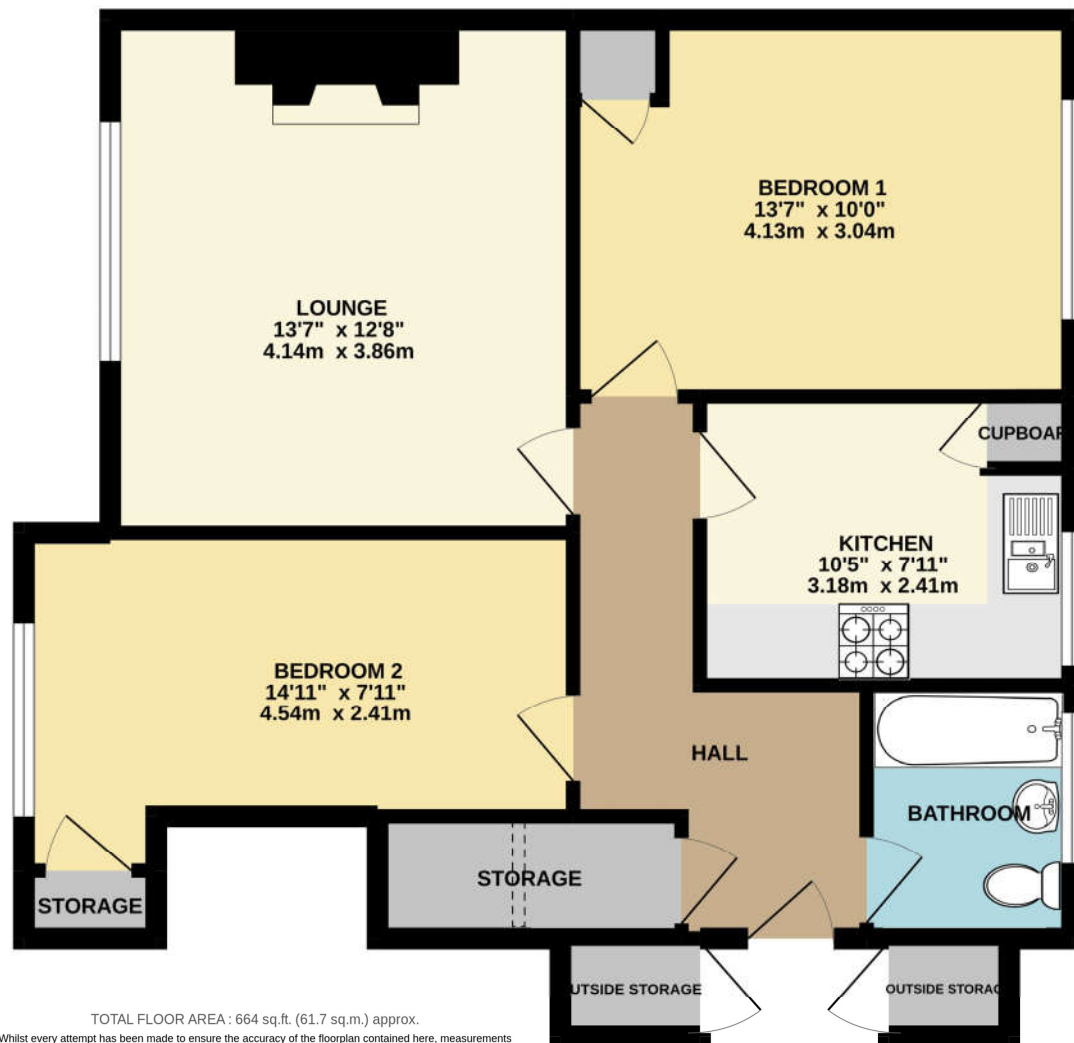 BEDROOM 1
13'7" x 10'0"
4.13m x 3.04m
LOUNGE
13'7" x 12'8"
4.14m x 3.86m
CUPBOAR
KITCHEN
10'5" x 7'11"
3.18m x 2.41m
BEDROOM 2
14'11" x 7'11"
4.54m x 2.41m
HALL
BATHROOM
STORAGE
STORAGE
UTSIDE STORAGE
OUTSIDE STORAG
TOTAL FLOOR AREA : 664 sq.ft. (61.7 sq.m.) approx.
Whilst every attempt has been made to ensure the accuracy of the floorplan contained here, measurements